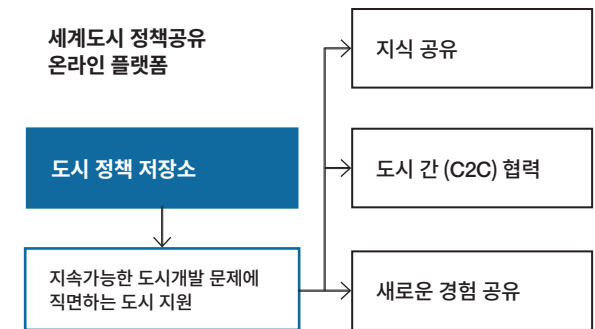 세계도시 정책공유
온라인 플랫폼
도시 정책 저장소
지속가능한 도시개발 문제에
직면하는 도시 지원
지식 공유
도시 간 (C2C) 협력
새로운 경험 공유